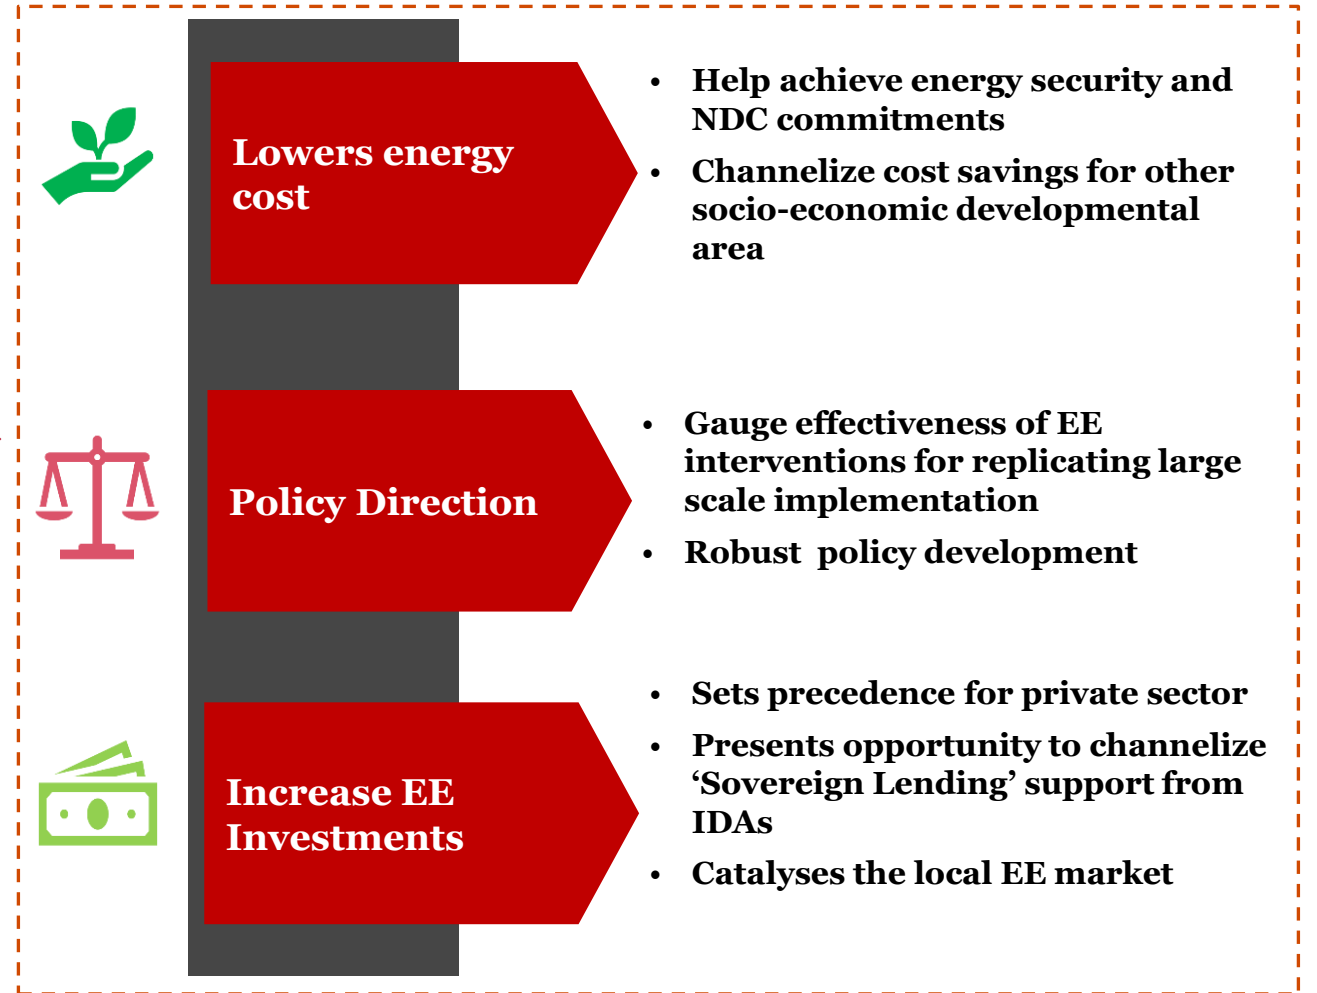 Lowers energy
cost
• Help achieve energy security and
NDC commitments
• Channelize cost savings for other
socio-economic developmental
area
Policy Direction
• Gauge effectiveness of EE
interventions for replicating large
scale implementation
• Robust  policy development
Increase EE
Investments
• Sets precedence for private sector
• Presents opportunity to channelize
‘Sovereign Lending’ support from
IDAs
• Catalyses the local EE market